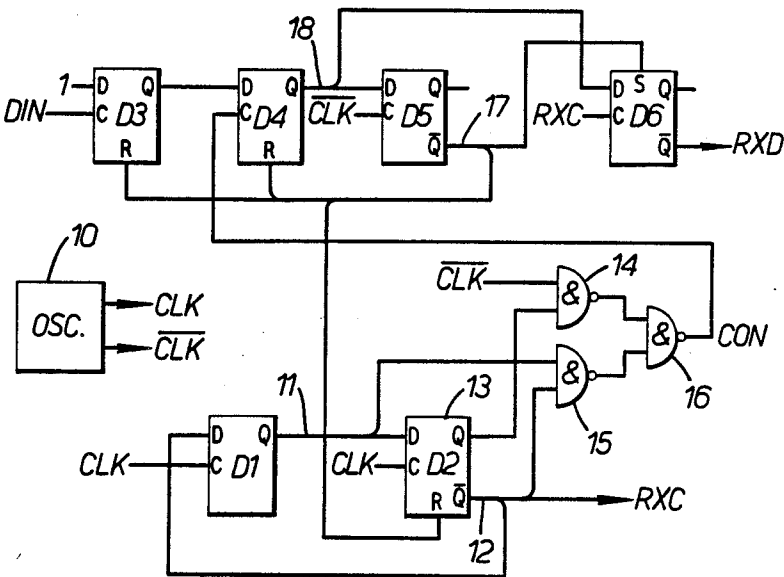 18
1 D Q
DIN C D3
R
D Q
C D4
R
D Q
CLK C D5
Q
17
D S Q
RXC C D6
Q RXD
10
OSC.
CLK
CLK
CLK
14
&
&
15
&
16
CON
11
13
D Q
CLK C D1
D Q
CLK C D2
R Q
12
RXC